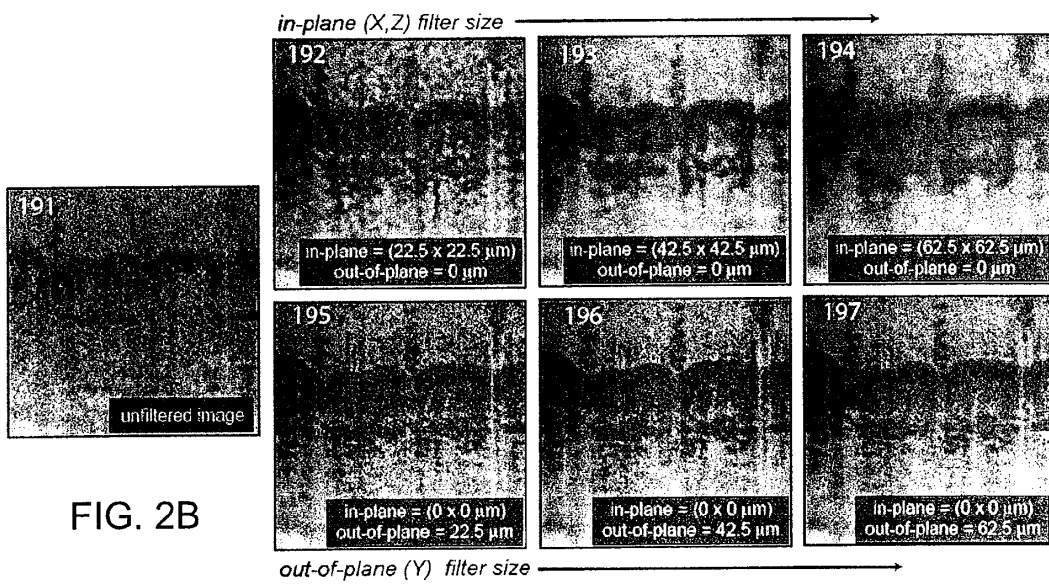 in-plane (X,Z) filter size
192
193
194
in-plane = (22.5 x 22.5 µm)
out-of-plane = 0 µm
in-plane = (42.5 x 42.5 µm)
out-of-plane = 0 µm
in-plane = (62.5 x 62.5 µm)
out-of-plane = 0 µm
191
unfiltered image
195
196
197
in-plane = (0 x 0 µm)
out-of-plane = 22.5 µm
in-plane = (0 x 0 µm)
out-of-plane = 42.5 µm
in-plane = (0 x 0 µm)
out-of-plane = 62.5 µm
FIG. 2B
out-of-plane (Y) filter size